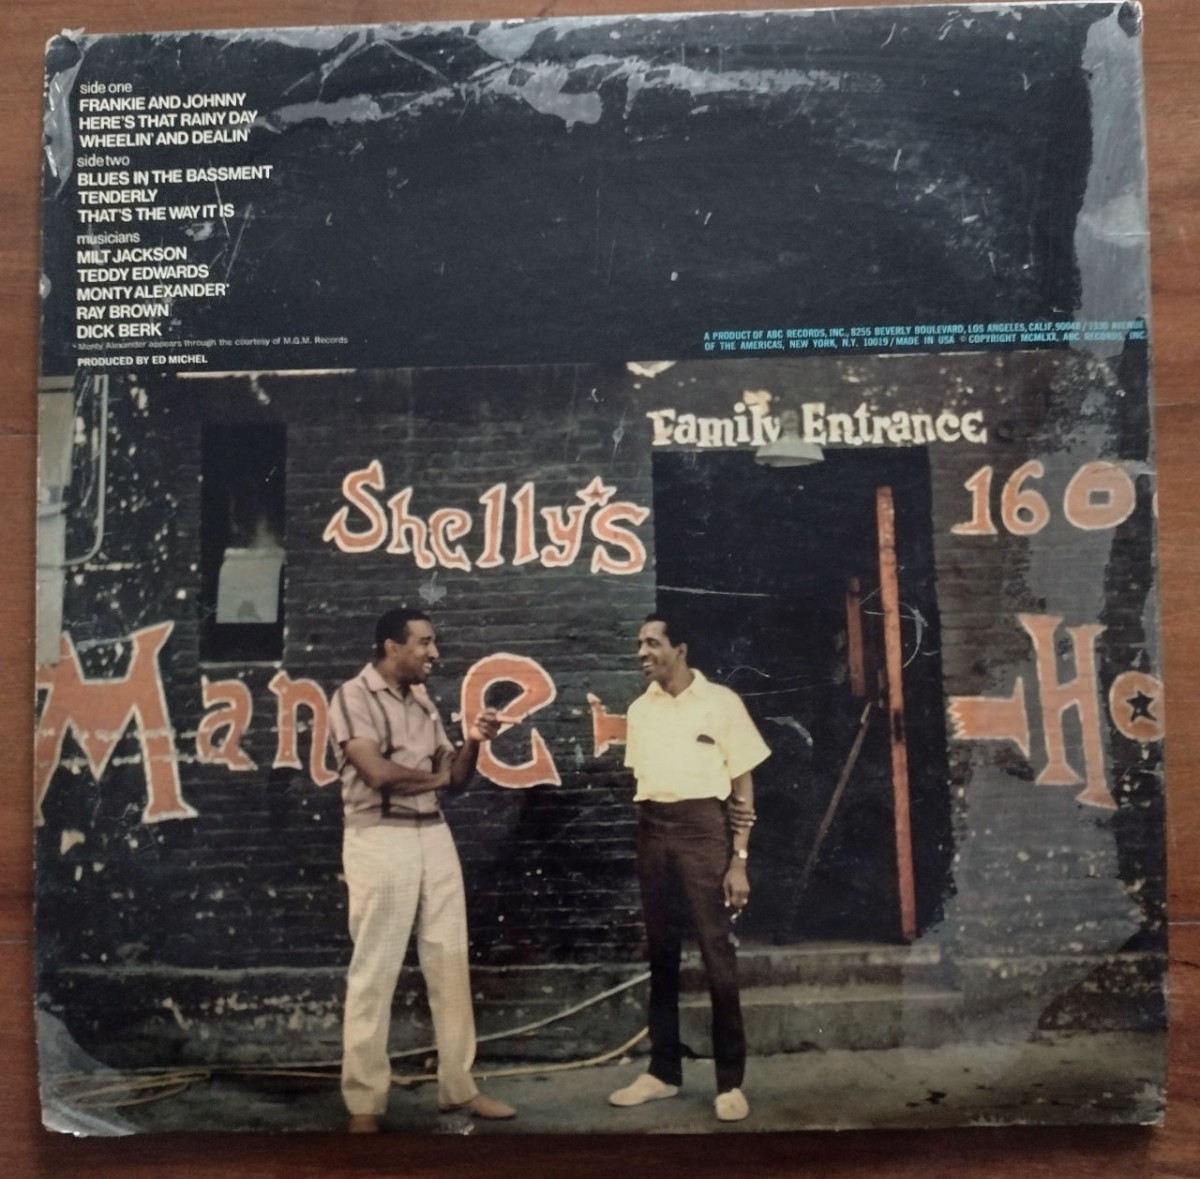 side one
FRANKIE AND JOHNNY
HERE'S THAT RAINY DAY
WHEELIN' AND DEALIN'
side two
BLUES IN THE BASSMENT
TENDERLY
THAT'S THE WAY IT IS
musicians
MILT JACKSON
TEDDY EDWARDS
MONTY ALEXANDER*
RAY BROWN
DICK BERK
*Monty Alexander appears through the courtesy of M.G.M. Records
PRODUCED BY ED MICHEL
A PRODUCT OF ABC RECORDS, INC., 8255 BEVERLY BOULEVARD, LOS ANGELES, CALIF. 90048 / 1330 AVENUE
OF THE AMERICAS, NEW YORK, N.Y. 10019 / MADE IN USA © COPYRIGHT MCMLXX, ABC RECORDS, INC.
Family Entrance
Shelly's
160
Man e - Ho